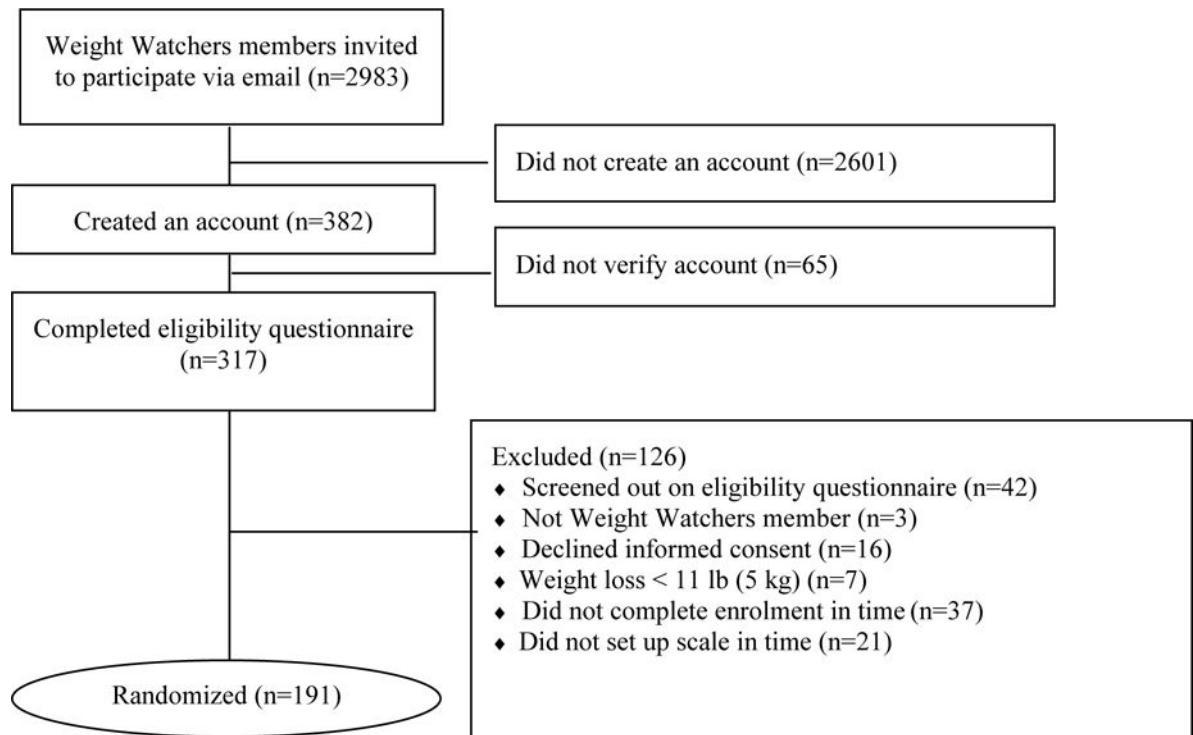 Weight Watchers members invited
to participate via email (n=2983)
Did not create an account (n=2601)
Created an account (n=382)
Did not verify account (n=65)
Completed eligibility questionnaire
(n=317)
Excluded (n=126)
♦ Screened out on eligibility questionnaire (n=42)
♦ Not Weight Watchers member (n=3)
♦ Declined informed consent (n=16)
♦ Weight loss < 11 lb (5 kg) (n=7)
♦ Did not complete enrolment in time (n=37)
♦ Did not set up scale in time (n=21)
Randomized (n=191)